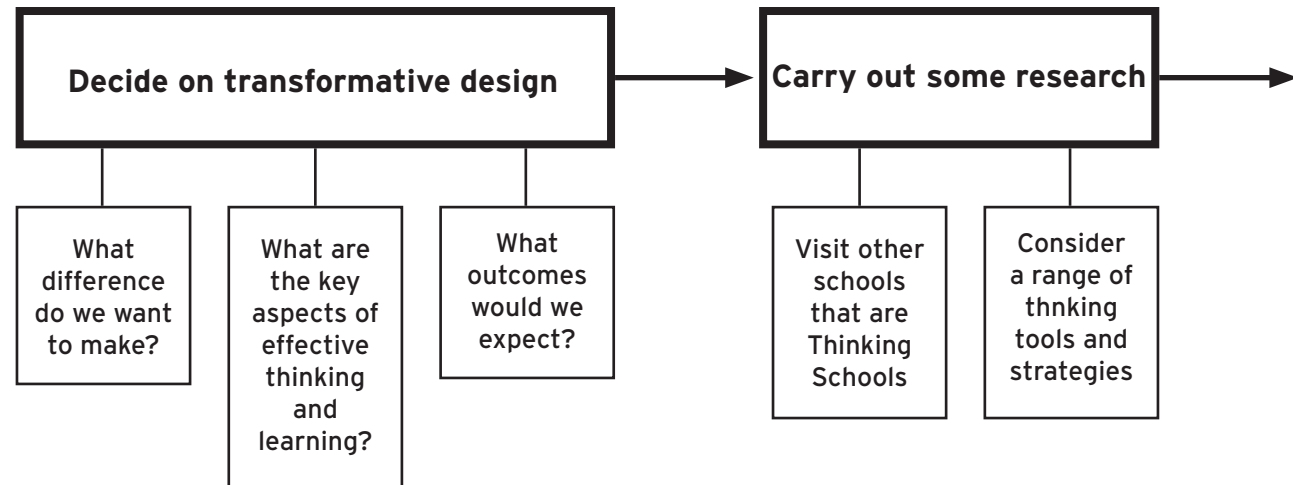 Decide on transformative design
Carry out some research
What
difference
do we want
to make?
What are
the key
aspects of
effective
thinking
and
learning?
What
outcomes
would we
expect?
Visit other
schools
that are
Thinking
Schools
Consider
a range of
thnking
tools and
strategies